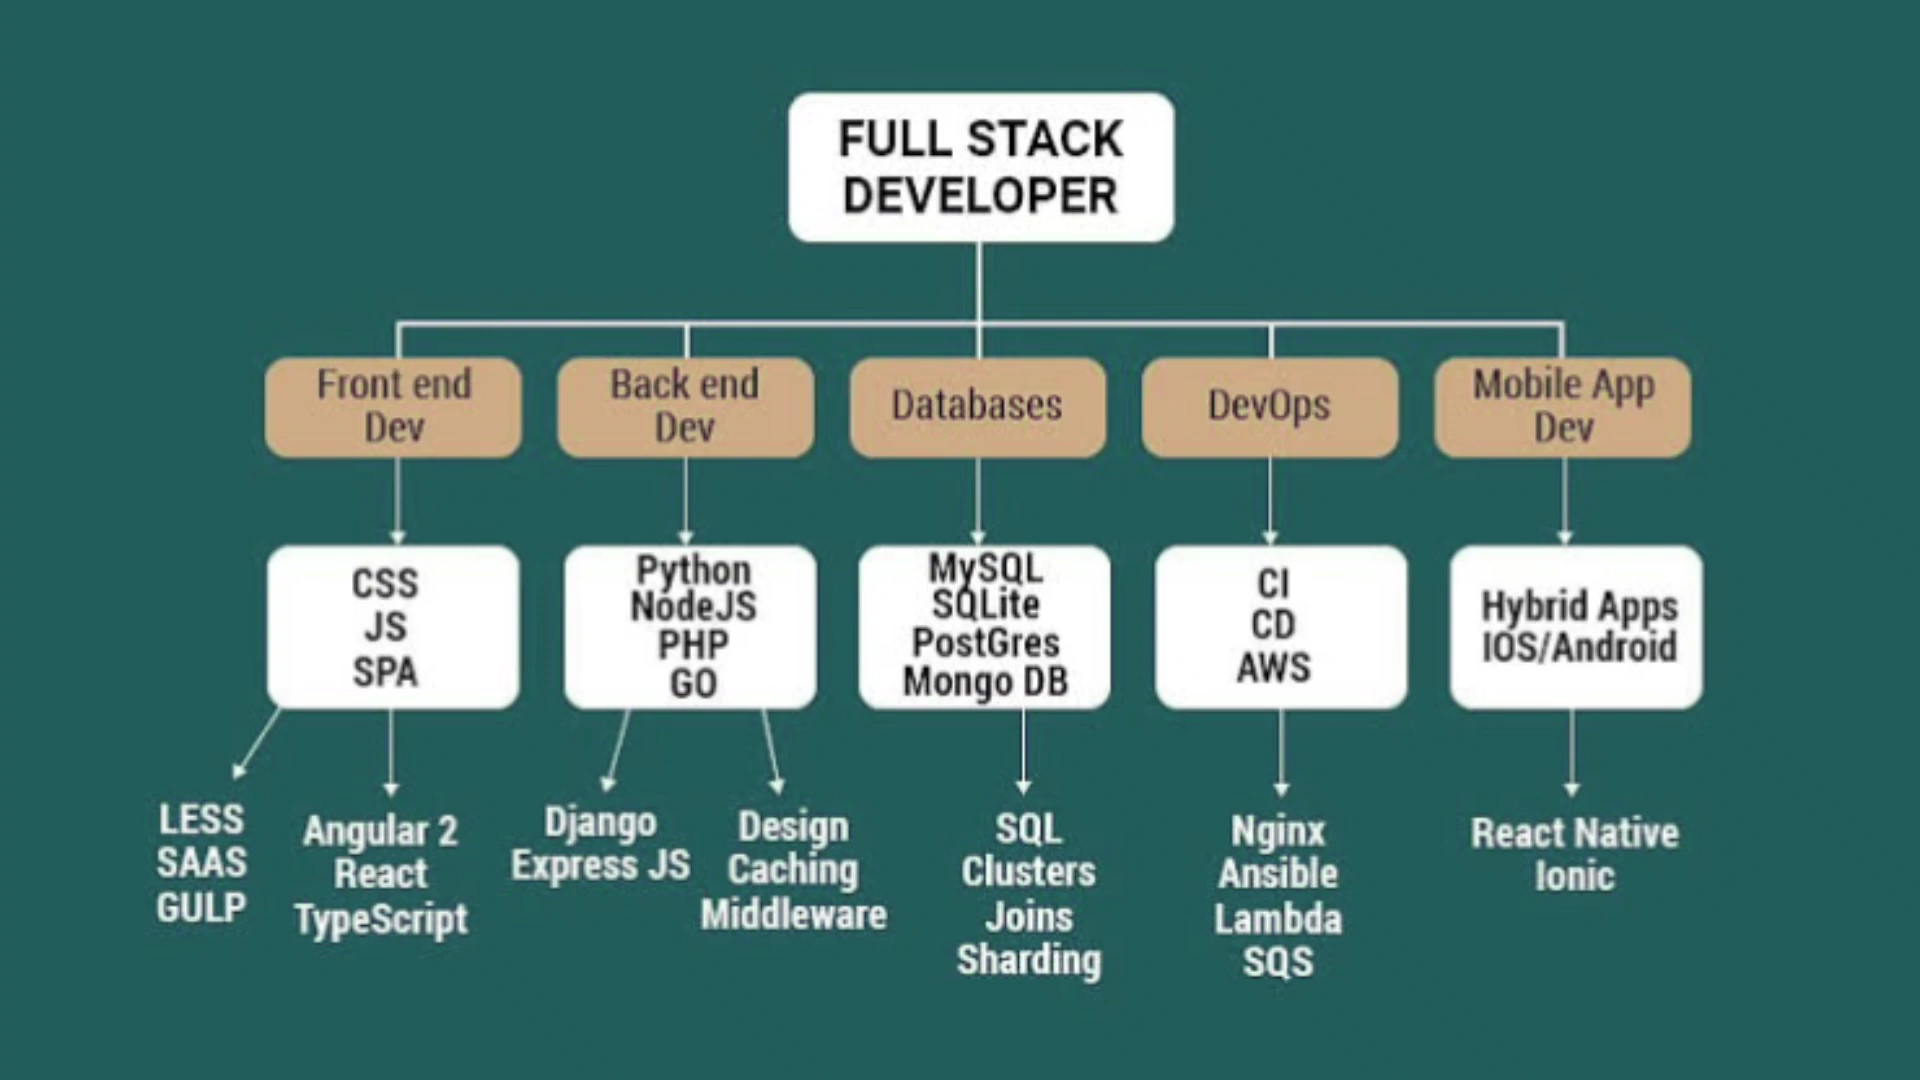 FULL STACK
DEVELOPER
Front end
Dev
Back end
Dev
Databases
DevOps
Mobile App
Dev
CSS
JS
SPA
Python
NodeJS
PHP
GO
MySQL
SQLite
PostGres
Mongo DB
CI
CD
AWS
Hybrid Apps
IOS/Android
LESS
SAAS
GULP
Angular 2
React
TypeScript
Django
Express JS
Design
Caching
Middleware
SQL
Clusters
Joins
Sharding
Nginx
Ansible
Lambda
SQS
React Native
Ionic